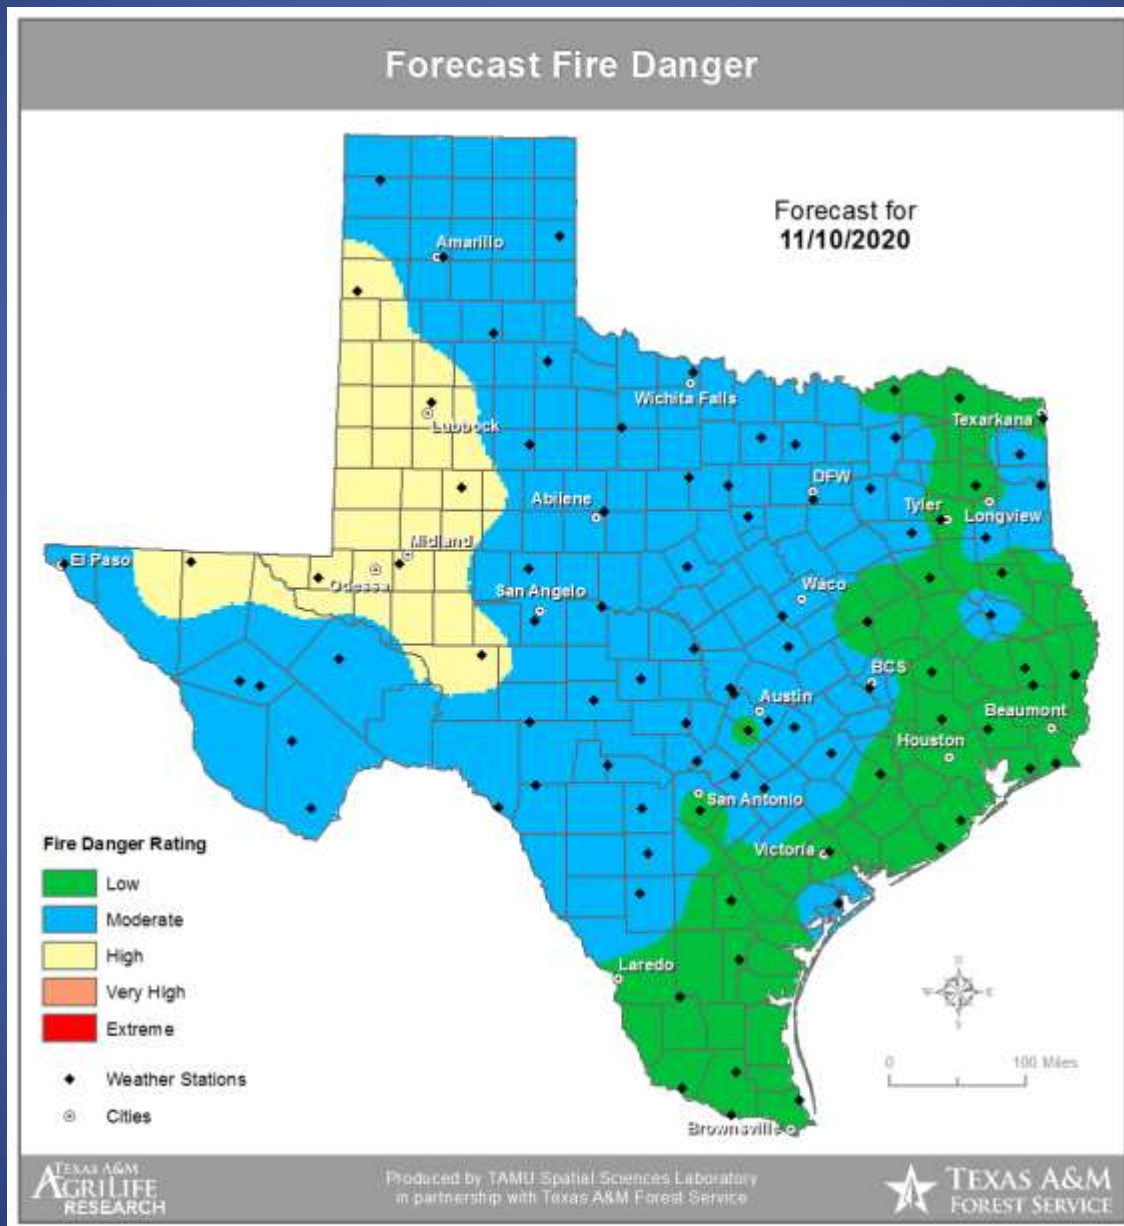 Forecast Fire Danger
Forecast for
11/10/2020
Amarillo
Wichita Falls
Texarkana
Lubbock
DFW
Abilene
Tyler
Longview
El Paso
Midland
Odessa
San Angelo
Waco
BCS
Austin
Beaumont
Houston
San Antonio
Victoria
Laredo
Brownsville
Fire Danger Rating
Low
Moderate
High
Very High
Extreme
Weather Stations
Cities
N
W E
S
0 100 Miles
TEXAS A&M
AGRILIFE
RESEARCH
Produced by TAMU Spatial Sciences Laboratory
in partnership with Texas A&M Forest Service
TEXAS A&M
FOREST SERVICE